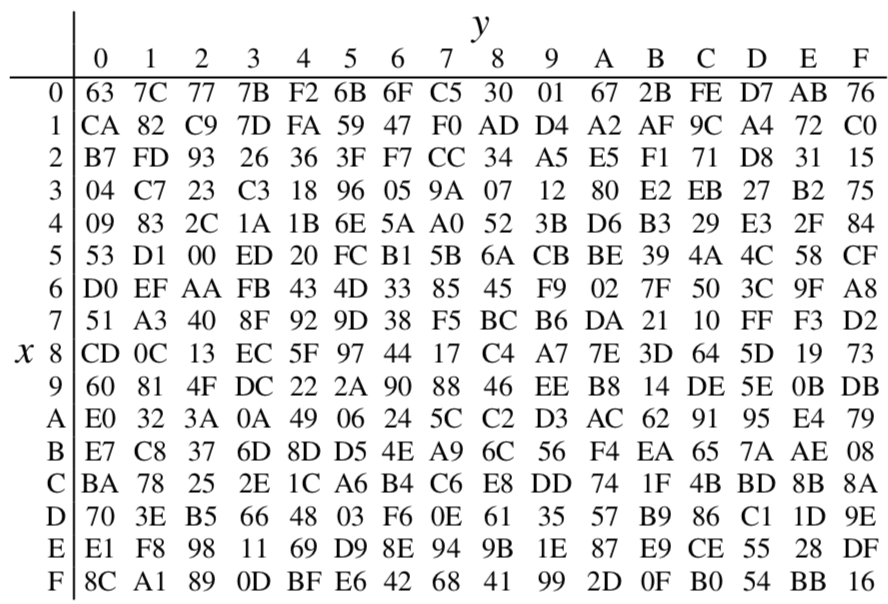 y
0 1 2 3 4 5 6 7 8 9 A B C D E F
0 63 7C 77 7B F2 6B 6F C5 30 01 67 2B FE D7 AB 76
1 CA 82 C9 7D FA 59 47 F0 AD D4 A2 AF 9C A4 72 C0
2 B7 FD 93 26 36 3F F7 CC 34 A5 E5 F1 71 D8 31 15
3 04 C7 23 C3 18 96 05 9A 07 12 80 E2 EB 27 B2 75
4 09 83 2C 1A 1B 6E 5A A0 52 3B D6 B3 29 E3 2F 84
5 53 D1 00 ED 20 FC B1 5B 6A CB BE 39 4A 4C 58 CF
6 D0 EF AA FB 43 4D 33 85 45 F9 02 7F 50 3C 9F A8
7 51 A3 40 8F 92 9D 38 F5 BC B6 DA 21 10 FF F3 D2
x 8 CD 0C 13 EC 5F 97 44 17 C4 A7 7E 3D 64 5D 19 73
9 60 81 4F DC 22 2A 90 88 46 EE B8 14 DE 5E 0B DB
A E0 32 3A 0A 49 06 24 5C C2 D3 AC 62 91 95 E4 79
B E7 C8 37 6D 8D D5 4E A9 6C 56 F4 EA 65 7A AE 08
C BA 78 25 2E 1C A6 B4 C6 E8 DD 74 1F 4B BD 8B 8A
D 70 3E B5 66 48 03 F6 0E 61 35 57 B9 86 C1 1D 9E
E E1 F8 98 11 69 D9 8E 94 9B 1E 87 E9 CE 55 28 DF
F 8C A1 89 0D BF E6 42 68 41 99 2D 0F B0 54 BB 16